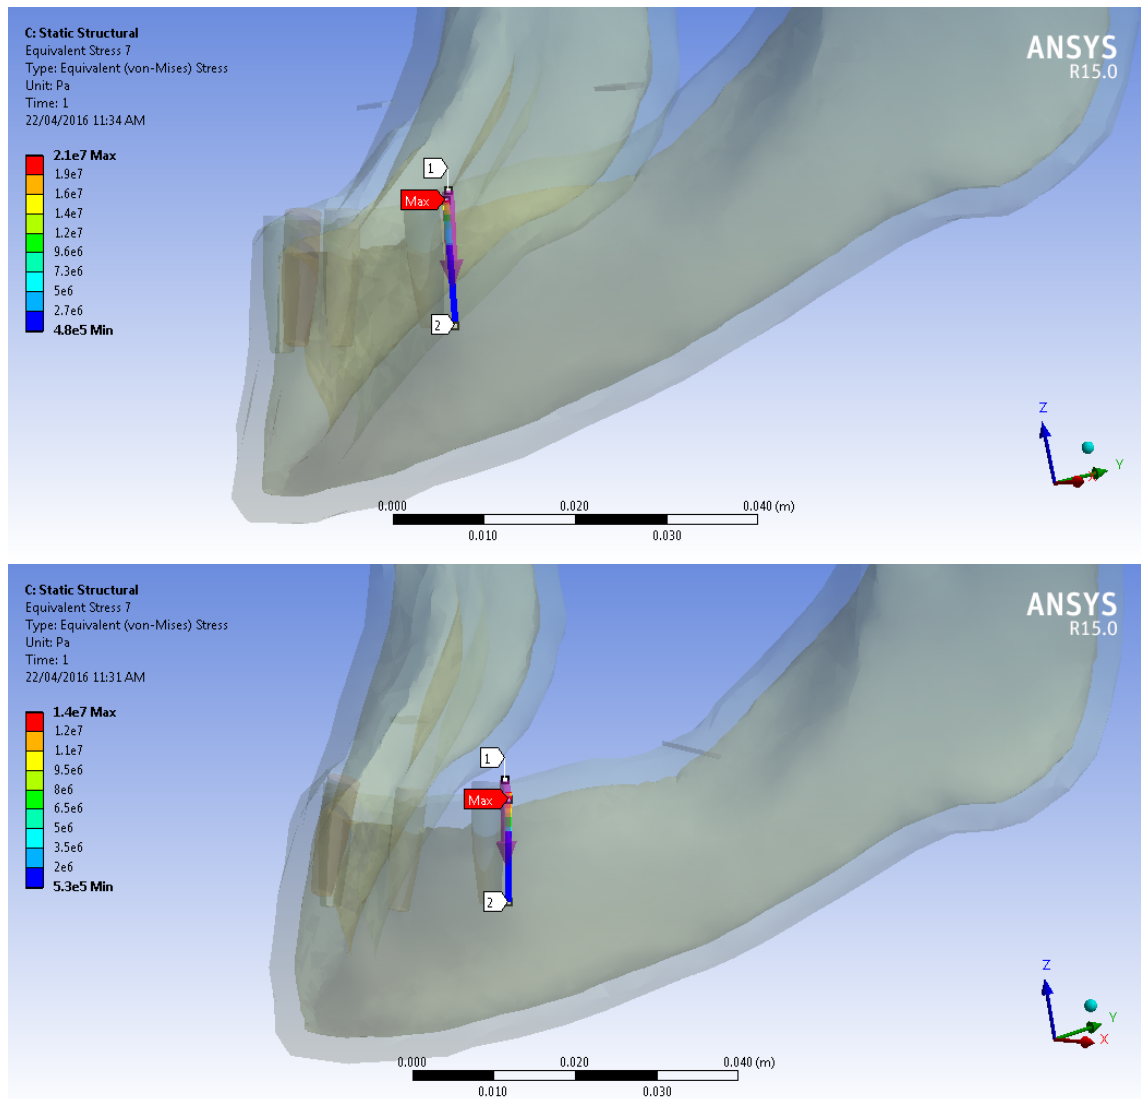 C: Static Structural
Equivalent Stress 7
Type: Equivalent (von-Mises) Stress
Unit: Pa
Time: 1
22/04/2016 11:34 AM
ANSYS
R15.0
2.1e7 Max
1.9e7
1.6e7
1.4e7
1.2e7
9.6e6
7.3e6
5e6
2.7e6
4.8e5 Min
1
Max
2
Z
Y
X
0.000 0.020 0.040 (m)
0.010 0.030
C: Static Structural
Equivalent Stress 7
Type: Equivalent (von-Mises) Stress
Unit: Pa
Time: 1
22/04/2016 11:31 AM
ANSYS
R15.0
1.4e7 Max
1.2e7
1.1e7
9.5e6
8e6
6.5e6
5e6
3.5e6
2e6
5.3e5 Min
1
Max
2
Z
Y
X
0.000 0.020 0.040 (m)
0.010 0.030